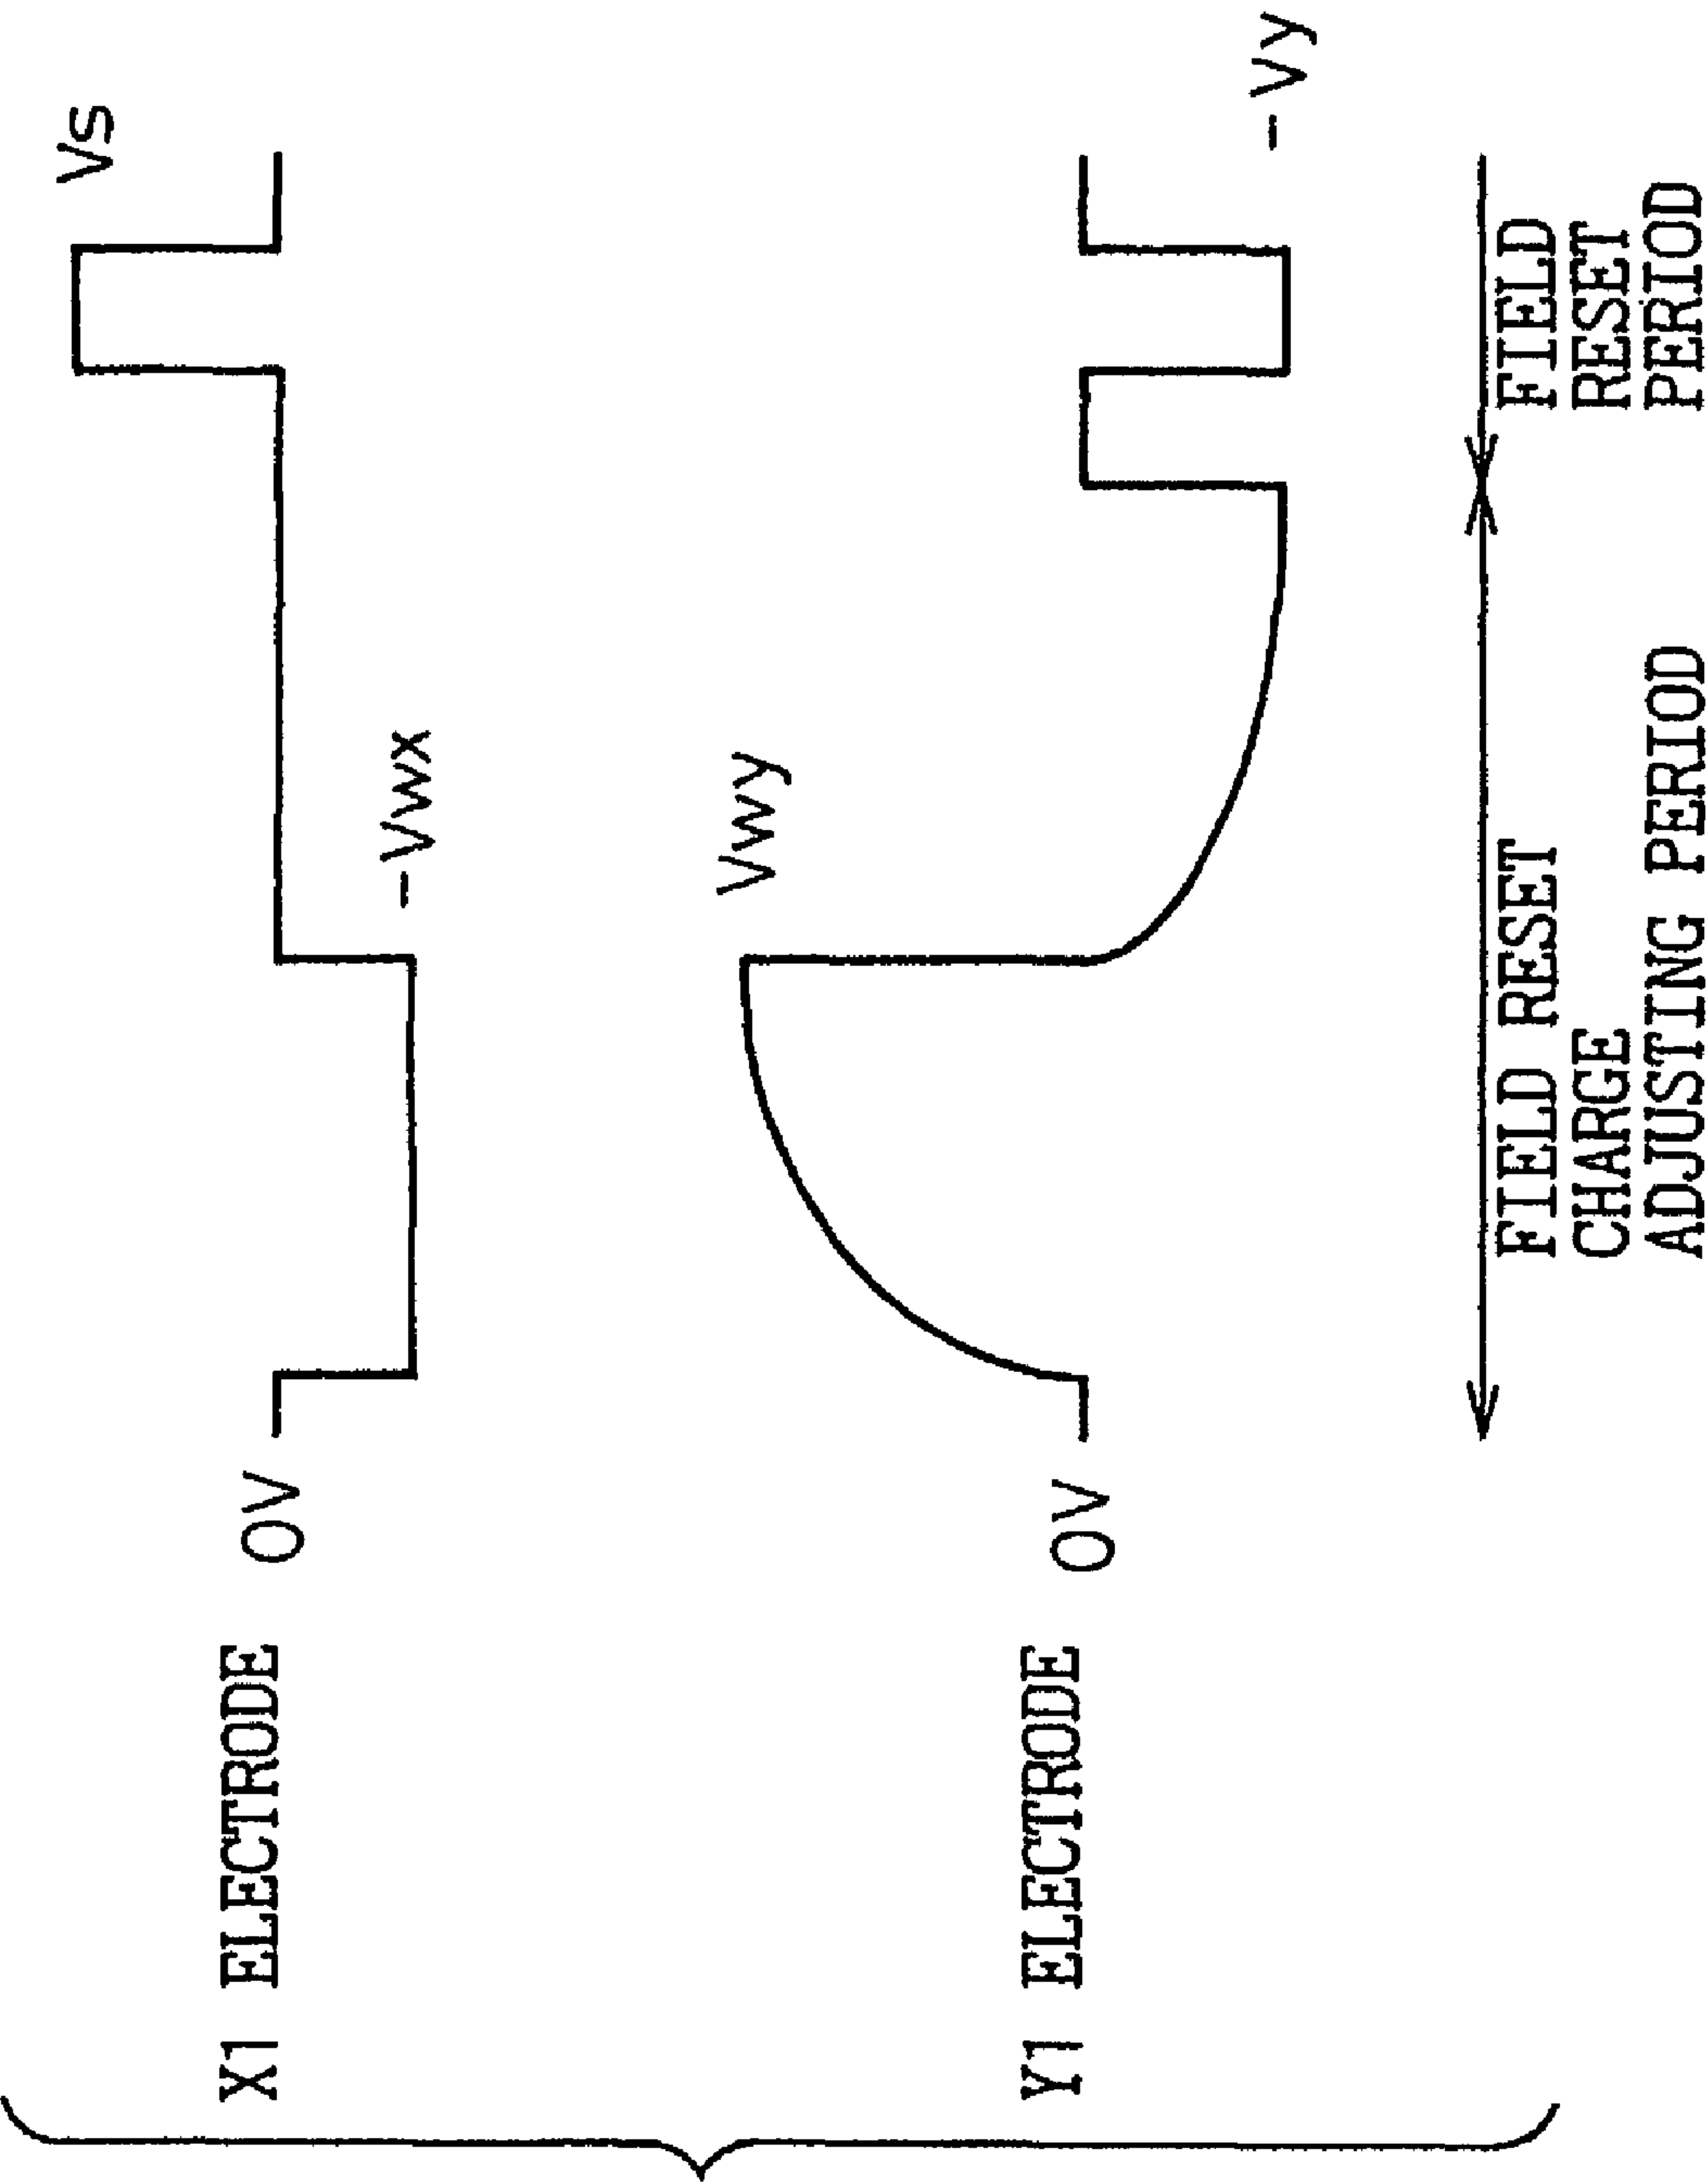 X1 ELECTRODE
0V
-Vwx
Vs
Y1 ELECTRODE
0V
Vwy
-Vy
FIELD RESET
CHARGE
ADJUSTING PERIOD
FIELD
RESET
PERIOD